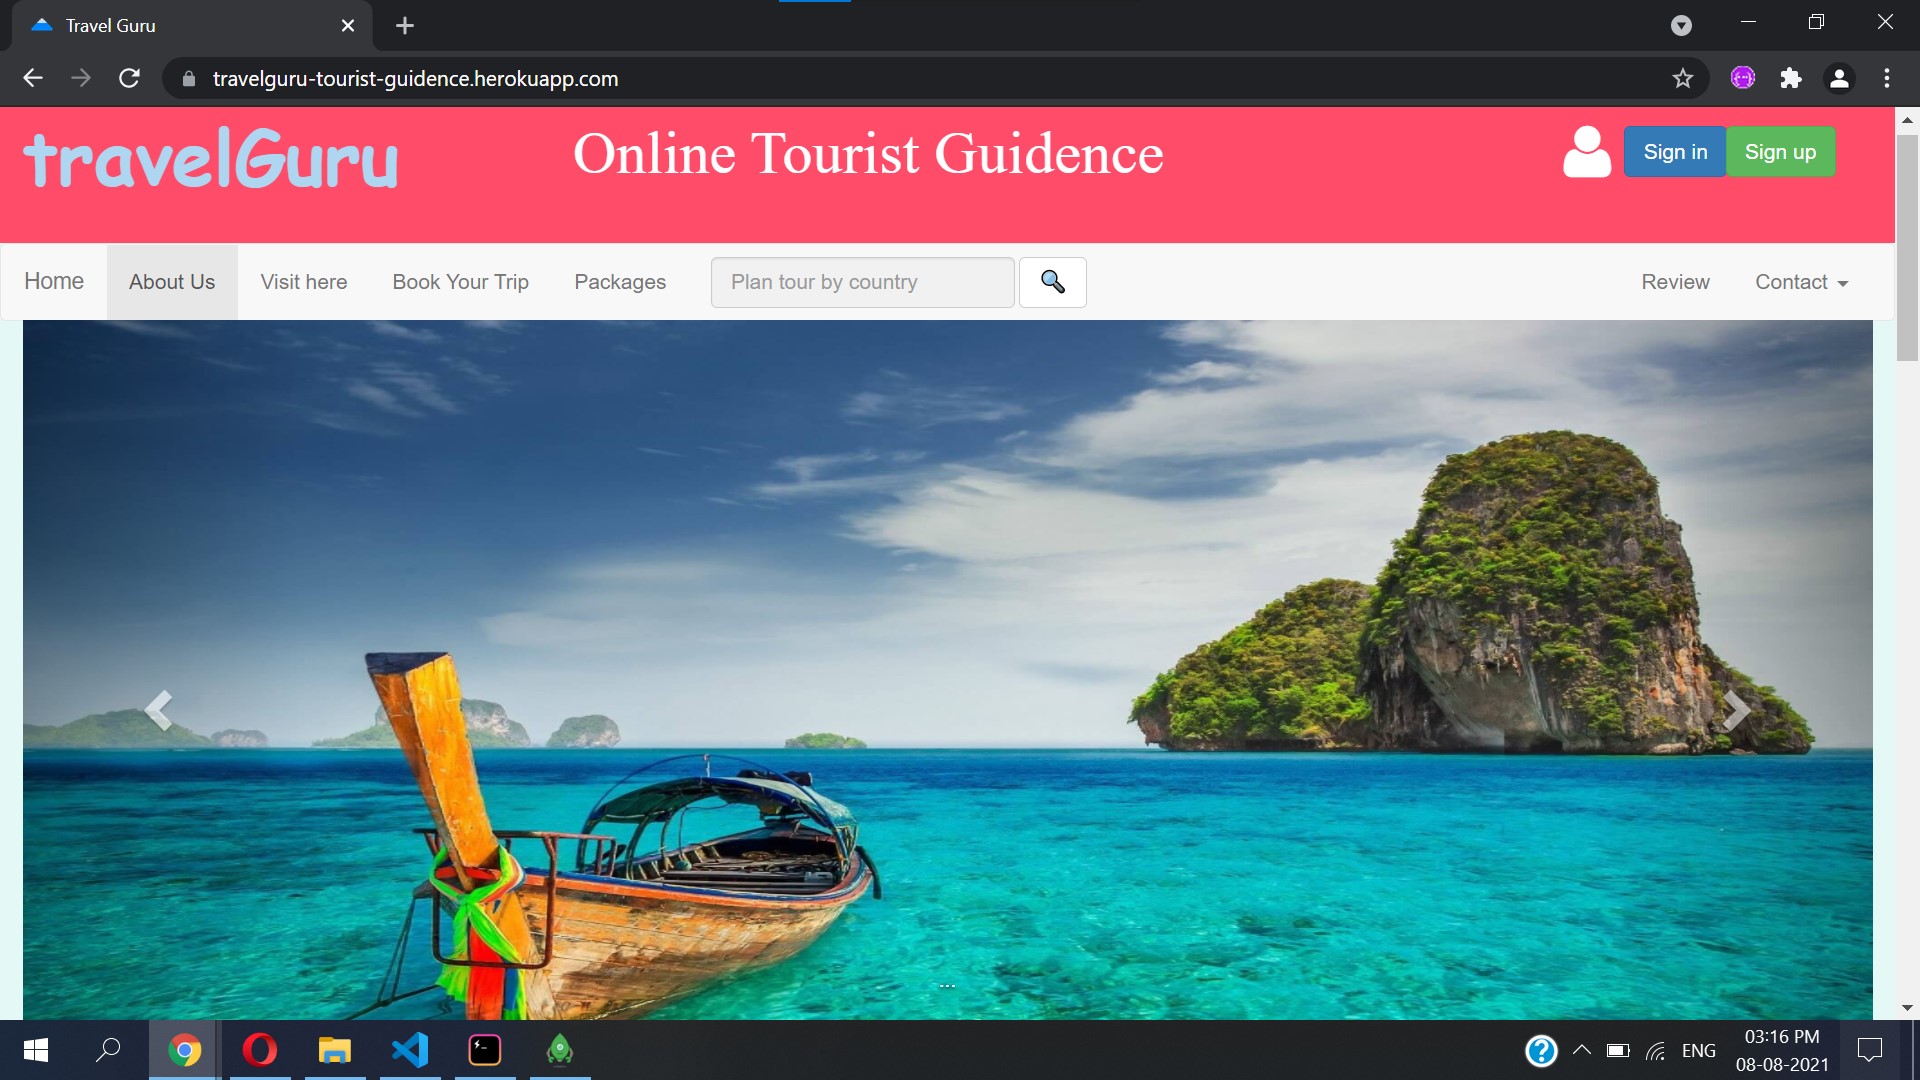 Travel Guru
travelguru-tourist-guidence.herokuapp.com
travelGuru
Online Tourist Guidence
Sign in
Sign up
Home
About Us
Visit here
Book Your Trip
Packages
Plan tour by country
Review
Contact
ENG
03:16 PM
08-08-2021